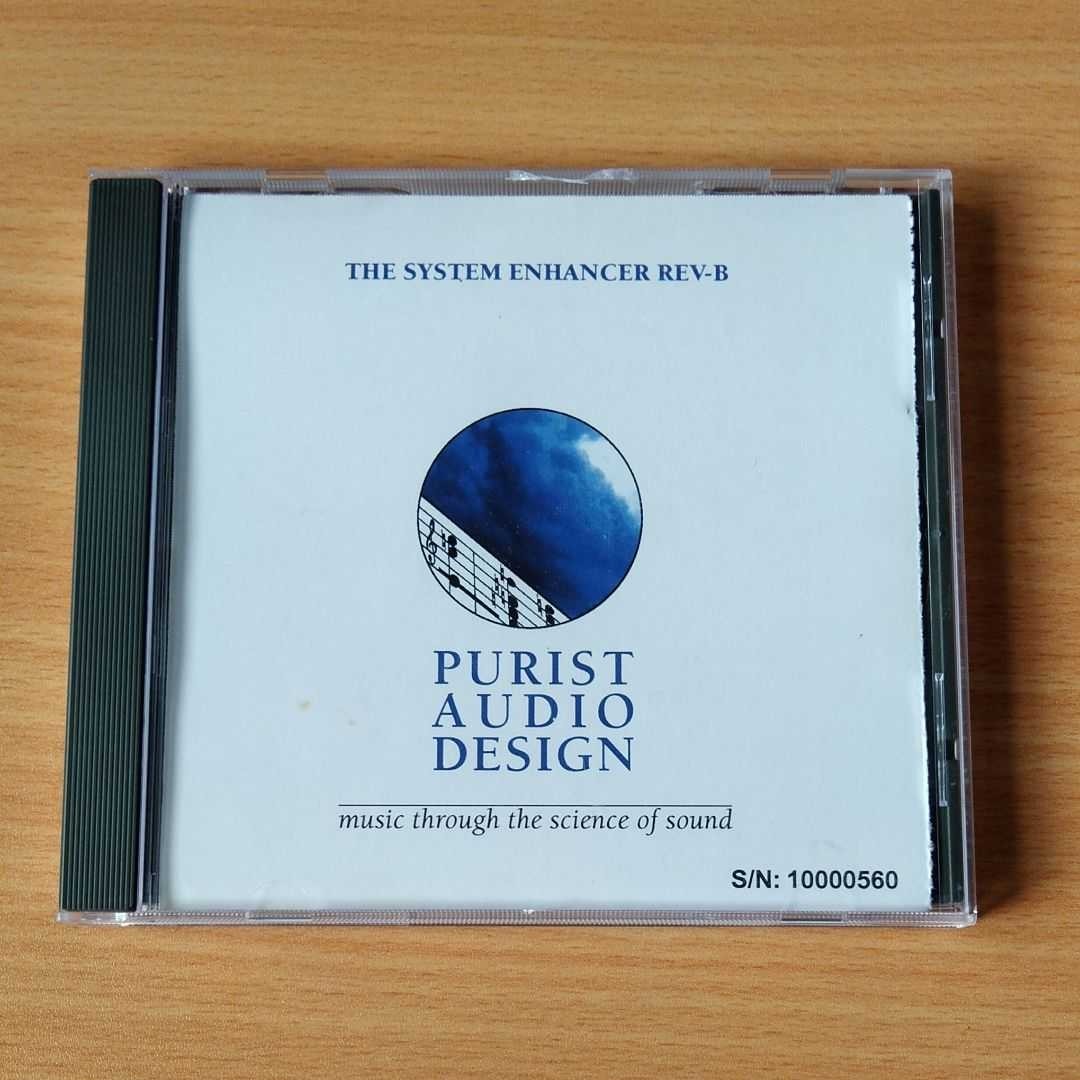 THE SYSTEM ENHANCER REV-B
PURIST
AUDIO
DESIGN
music through the science of sound
S/N: 10000560